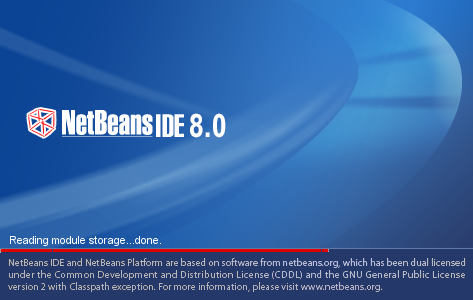 NetBeans IDE 8.0
Reading module storage...done.
NetBeans IDE and NetBeans Platform are based on software from netbeans.org, which has been dual licensed
under the Common Development and Distribution License (CDDL) and the GNU General Public License
version 2 with Classpath exception. For more information, please visit www.netbeans.org.